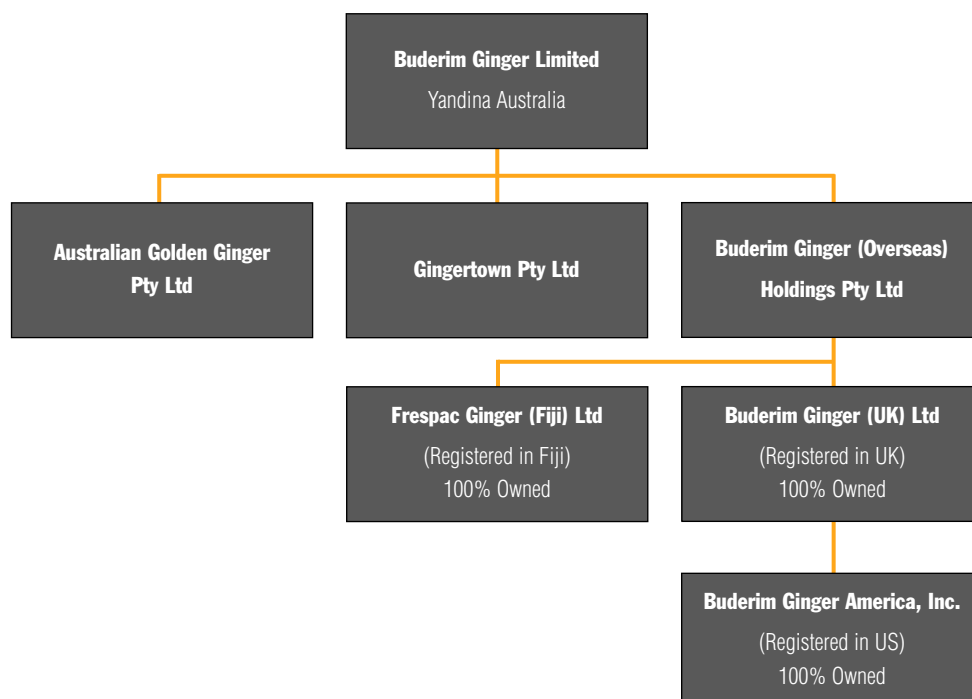 Buderim Ginger Limited
Yandina Australia
Australian Golden Ginger
Pty Ltd
Gingertown Pty Ltd
Buderim Ginger (Overseas)
Holdings Pty Ltd
Frespac Ginger (Fiji) Ltd
(Registered in Fiji)
100% Owned
Buderim Ginger (UK) Ltd
(Registered in UK)
100% Owned
Buderim Ginger America, Inc.
(Registered in US)
100% Owned